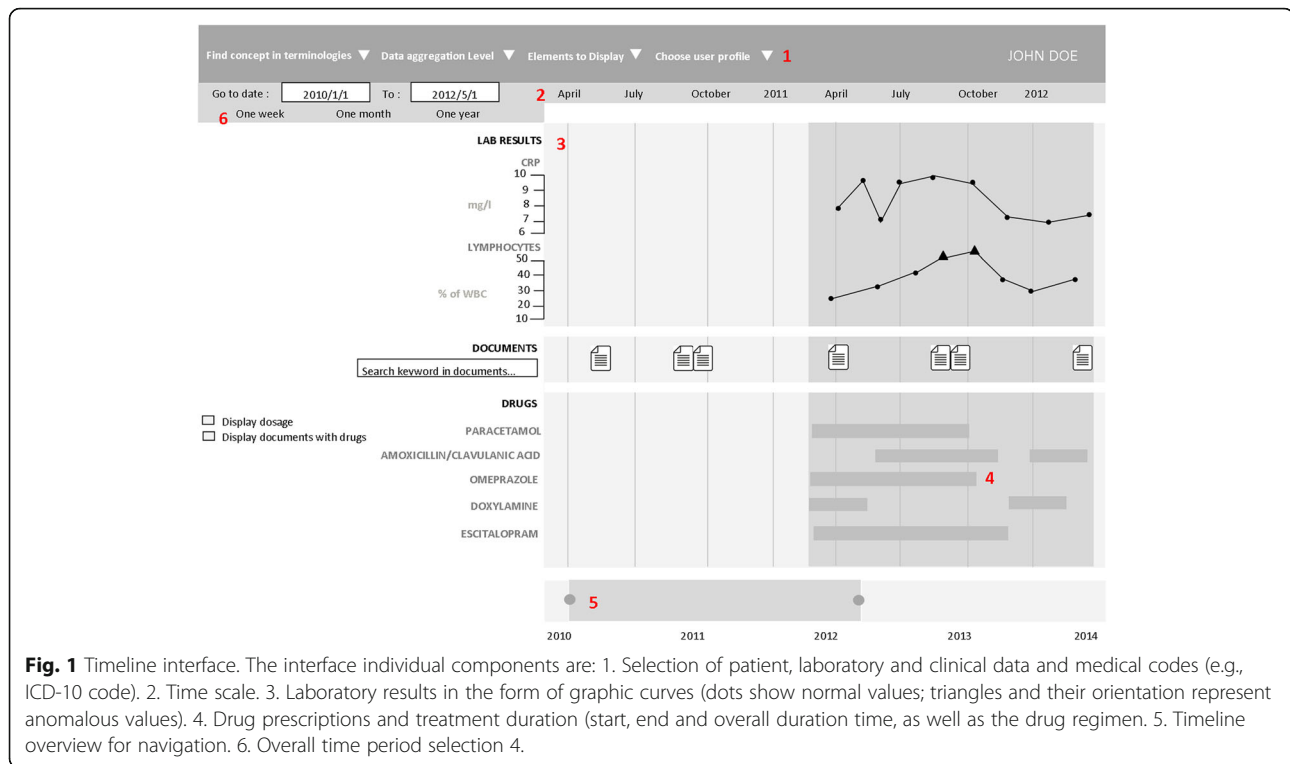 Find concept in terminologies Data aggregation Level Elements to Display Choose user profile 1 JOHN DOE
Go to date : 2010/1/1 To : 2012/5/1 2 April July October 2011 April July October 2012
6 One week One month One year
LAB RESULTS 3
CRP
10
9
mg/l 8
7
6
LYMPHOCYTES
50
40
% of WBC 30
20
10
DOCUMENTS
Search keyword in documents...
DRUGS
Display dosage
Display documents with drugs
PARACETAMOL
AMOXICILLIN/CLAVULANIC ACID
OMEPRAZOLE 4
DOXYLAMINE
ESCITALOPRAM
5
2010 2011 2012 2013 2014
Fig. 1 Timeline interface. The interface individual components are: 1. Selection of patient, laboratory and clinical data and medical codes (e.g.,
ICD-10 code). 2. Time scale. 3. Laboratory results in the form of graphic curves (dots show normal values; triangles and their orientation represent
anomalous values). 4. Drug prescriptions and treatment duration (start, end and overall duration time, as well as the drug regimen. 5. Timeline
overview for navigation. 6. Overall time period selection 4.